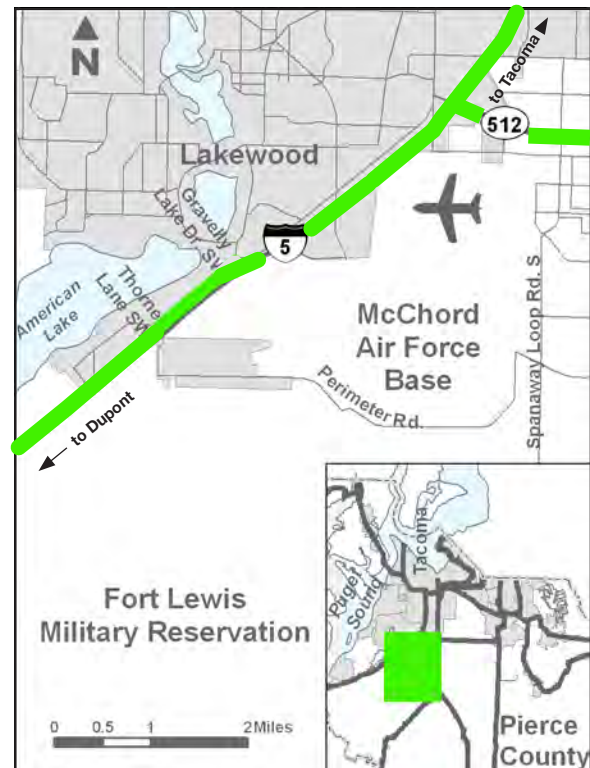 N
to Tacoma
512
Lakewood
Gravelly
Lake Dr. SW
5
American
Lake
Thorne
Lane SW
McChord
Air Force
Base
Spanaway Loop Rd. S
Perimeter Rd.
to Dupont
Fort Lewis
Military Reservation
0 0.5 1 2 Miles
Tacoma
Puget
Sound
Pierce
County